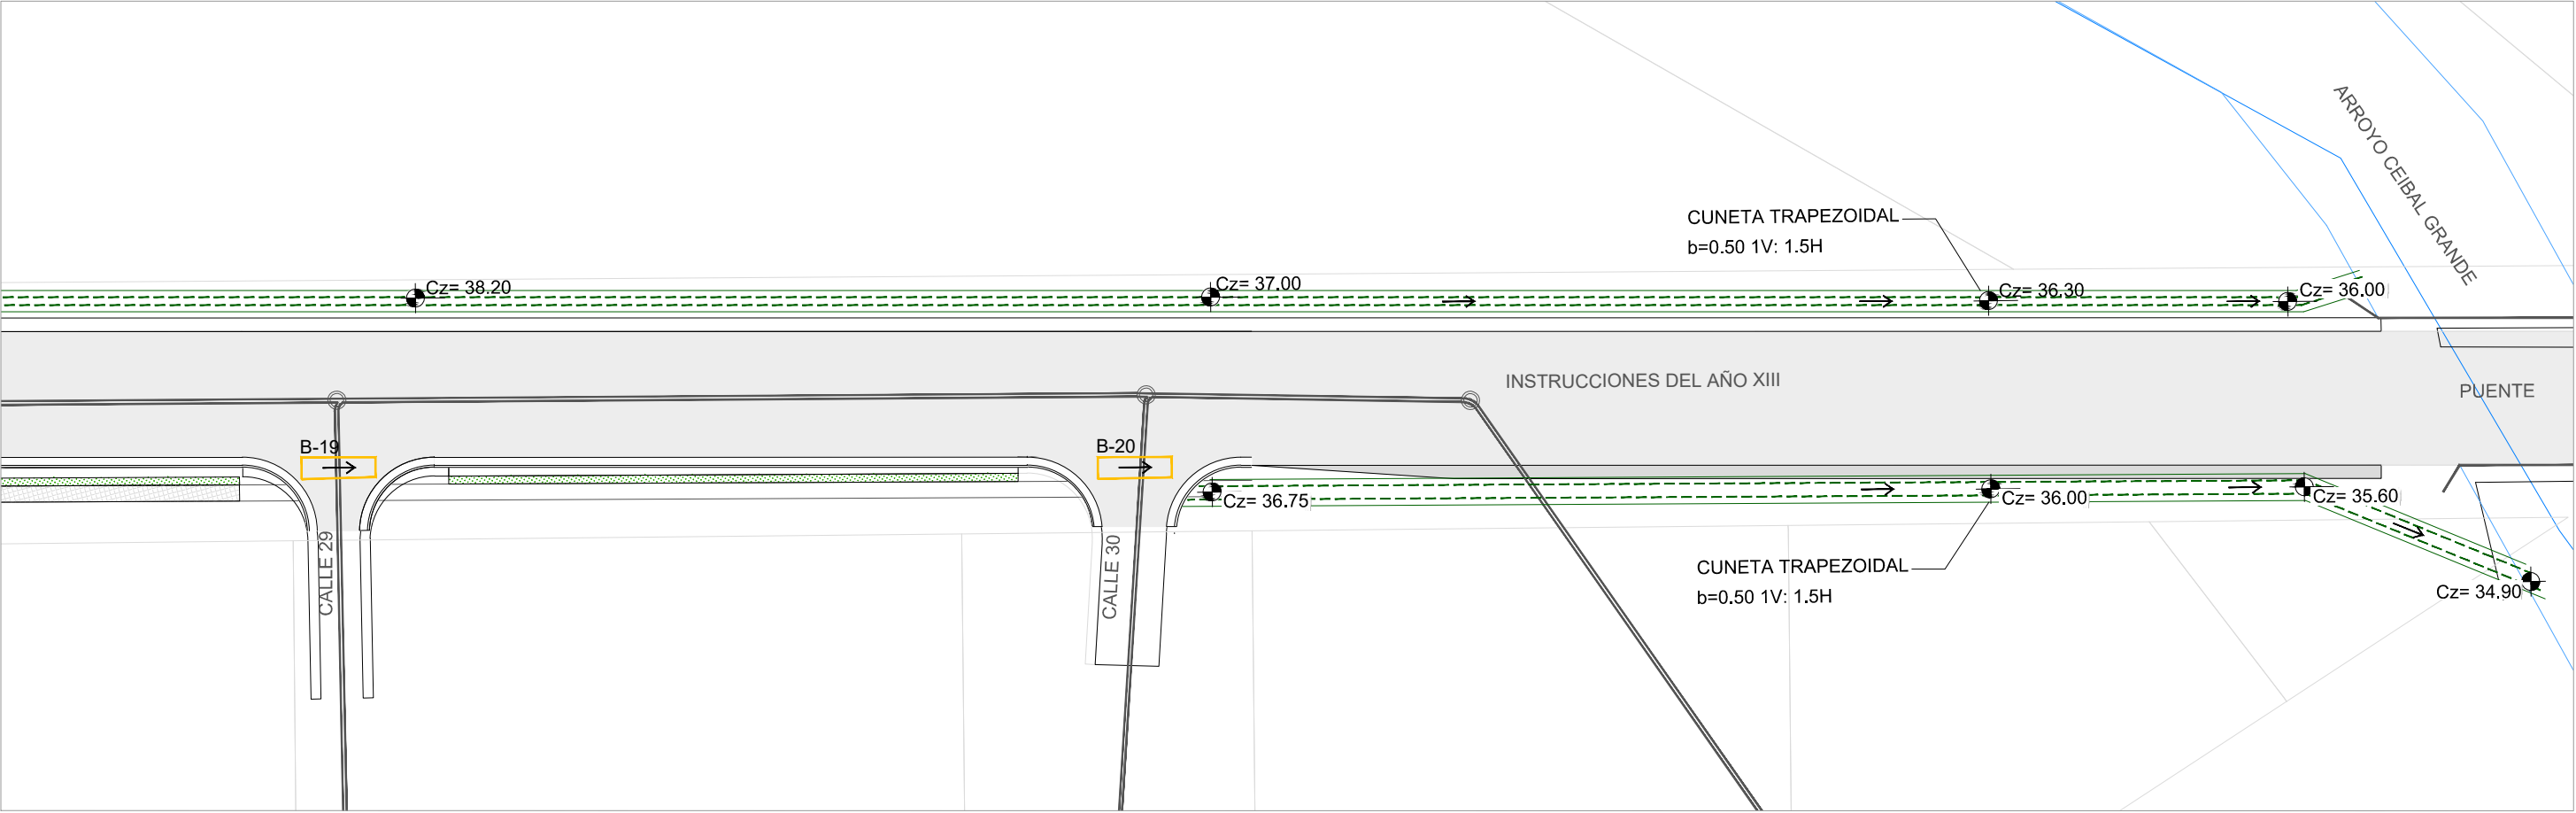 ARROYO CEIBAL GRANDE
CUNETA TRAPEZOIDAL
b=0.50 1V: 1.5H
Cz= 38.20
Cz= 37.00
Cz= 36.30
Cz= 36.00
INSTRUCCIONES DEL AÑO XIII
PUENTE
B-19
B-20
Cz= 36.75
Cz= 36.00
Cz= 35.60
CALLE 29
CALLE 30
CUNETA TRAPEZOIDAL
b=0.50 1V: 1.5H
Cz= 34.90